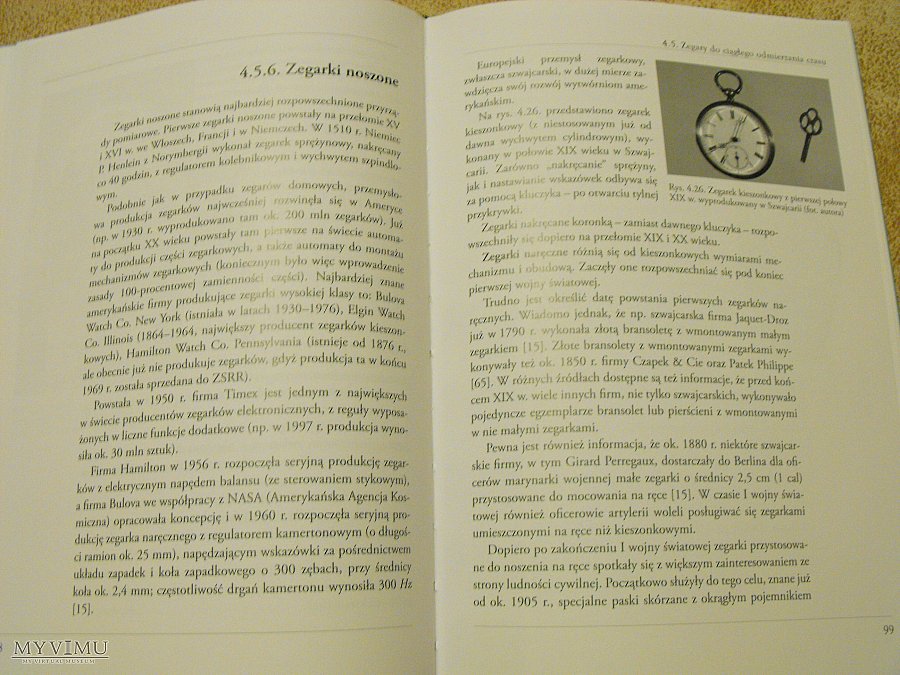 4.5.6. Zegarki noszone
Zegarki noszone stanowią najbardziej rozpowszechnione przyrzą-
dy pomiarowe. Pierwsze zegarki noszone powstały na przełomie XV
i XVI w. we Włoszech, Francji i w Niemczech. W 1510 r. Niemiec
P. Henlein z Norymbergii wykonał zegarek sprężynowy, nakręcany
co 40 godzin, z regulatorem kolebnikowym i wychwytem szpindlo-
wym.
Podobnie jak w przypadku zegarów domowych, przemysło-
wa produkcja zegarków najwcześniej rozwinęła się w Ameryce
(np. w 1930 r. wyprodukowano tam ok. 200 mln zegarków). Już
na początku XX wieku powstały tam pierwsze na świecie automa-
ty do produkcji części zegarkowych, a także automaty do montażu
mechanizmów zegarkowych (koniecznym było więc wprowadzenie
zasady 100-procentowej zamienności części). Najbardziej znane
amerykańskie firmy produkujące zegarki wysokiej klasy to: Bulova
Watch Co. New York (istniała w latach 1930–1976), Elgin Watch
Co. Illinois (1864–1964, największy producent zegarków kieszon-
kowych), Hamilton Watch Co. Pennsylvania (istnieje od 1876 r.,
ale obecnie już nie produkuje zegarków, gdyż produkcja ta w końcu
1969 r. została sprzedana do ZSRR).
Powstała w 1950 r. firma Timex jest jednym z największych
w świecie producentów zegarków elektronicznych, z reguły wyposa-
żonych w liczne funkcje dodatkowe (np. w 1997 r. produkcja wyno-
siła ok. 30 mln sztuk).
Firma Hamilton w 1956 r. rozpoczęła seryjną produkcję zegar-
ków z elektrycznym napędem balansu (ze sterowaniem stykowym),
a firma Bulova we współpracy z NASA (Amerykańska Agencja Kos-
miczna) opracowała koncepcję i w 1960 r. rozpoczęła seryjną pro-
dukcję zegarka naręcznego z regulatorem kamertonowym (o długoś-
ci ramion ok. 25 mm), napędzającym wskazówki za pośrednictwem
układu zapadek i koła zapadkowego o 300 zębach, przy średnicy
koła ok. 2,4 mm; częstotliwość drgań kamertonu wynosiła 300 Hz
[15].
8
MYVIMU
MY VIRTUAL MUSEUM
4.5. Zegary do ciągłego odmierzania czasu
Europejski przemysł zegarkowy,
zwłaszcza szwajcarski, w dużej mierze za-
wdzięcza swój rozwój wytwórniom ame-
rykańskim.
Na rys. 4.26. przedstawiono zegarek
kieszonkowy (z niestosowanym już od
dawna wychwytem cylindrowym), wy-
konany w połowie XIX wieku w Szwaj-
carii. Zarówno „nakręcanie” sprężyny,
jak i nastawianie wskazówek odbywa się
za pomocą kluczyka – po otwarciu tylnej
przykrywki.
Rys. 4.26. Zegarek kieszonkowy z pierwszej połowy
XIX w. wyprodukowany w Szwajcarii (fot. autora)
Zegarki nakręcane koronką – zamiast dawnego kluczyka – rozpo-
wszechniły się dopiero na przełomie XIX i XX wieku.
Zegarki naręczne różnią się od kieszonkowych wymiarami me-
chanizmu i obudową. Zaczęły one rozpowszechniać się pod koniec
pierwszej wojny światowej.
Trudno jest określić datę powstania pierwszych zegarków na-
ręcznych. Wiadomo jednak, że np. szwajcarska firma Jaquet-Droz
już w 1790 r. wykonała złotą bransoletę z wmontowanym małym
zegarkiem [15]. Złote bransolety z wmontowanymi zegarkami wy-
konywały też ok. 1850 r. firmy Czapek & Cie oraz Patek Philippe
[65]. W różnych źródłach dostępne są też informacje, że przed koń-
cem XIX w. wiele innych firm, nie tylko szwajcarskich, wykonywało
pojedyncze egzemplarze bransolet lub pierścieni z wmontowanymi
w nie małymi zegarkami.
Pewna jest również informacja, że ok. 1880 r. niektóre szwajcar-
skie firmy, w tym Girard Perregaux, dostarczały do Berlina dla ofi-
cerów marynarki wojennej małe zegarki o średnicy 2,5 cm (1 cal)
przystosowane do mocowania na ręce [15]. W czasie I wojny świa-
towej również oficerowie artylerii woleli posługiwać się zegarkami
umieszczonymi na ręce niż kieszonkowymi.
Dopiero po zakończeniu I wojny światowej zegarki przystosowa-
ne do noszenia na ręce spotkały się z większym zainteresowaniem ze
strony ludności cywilnej. Początkowo służyły do tego celu, znane już
od ok. 1905 r., specjalne paski skórzane z okrągłym pojemnikiem
99